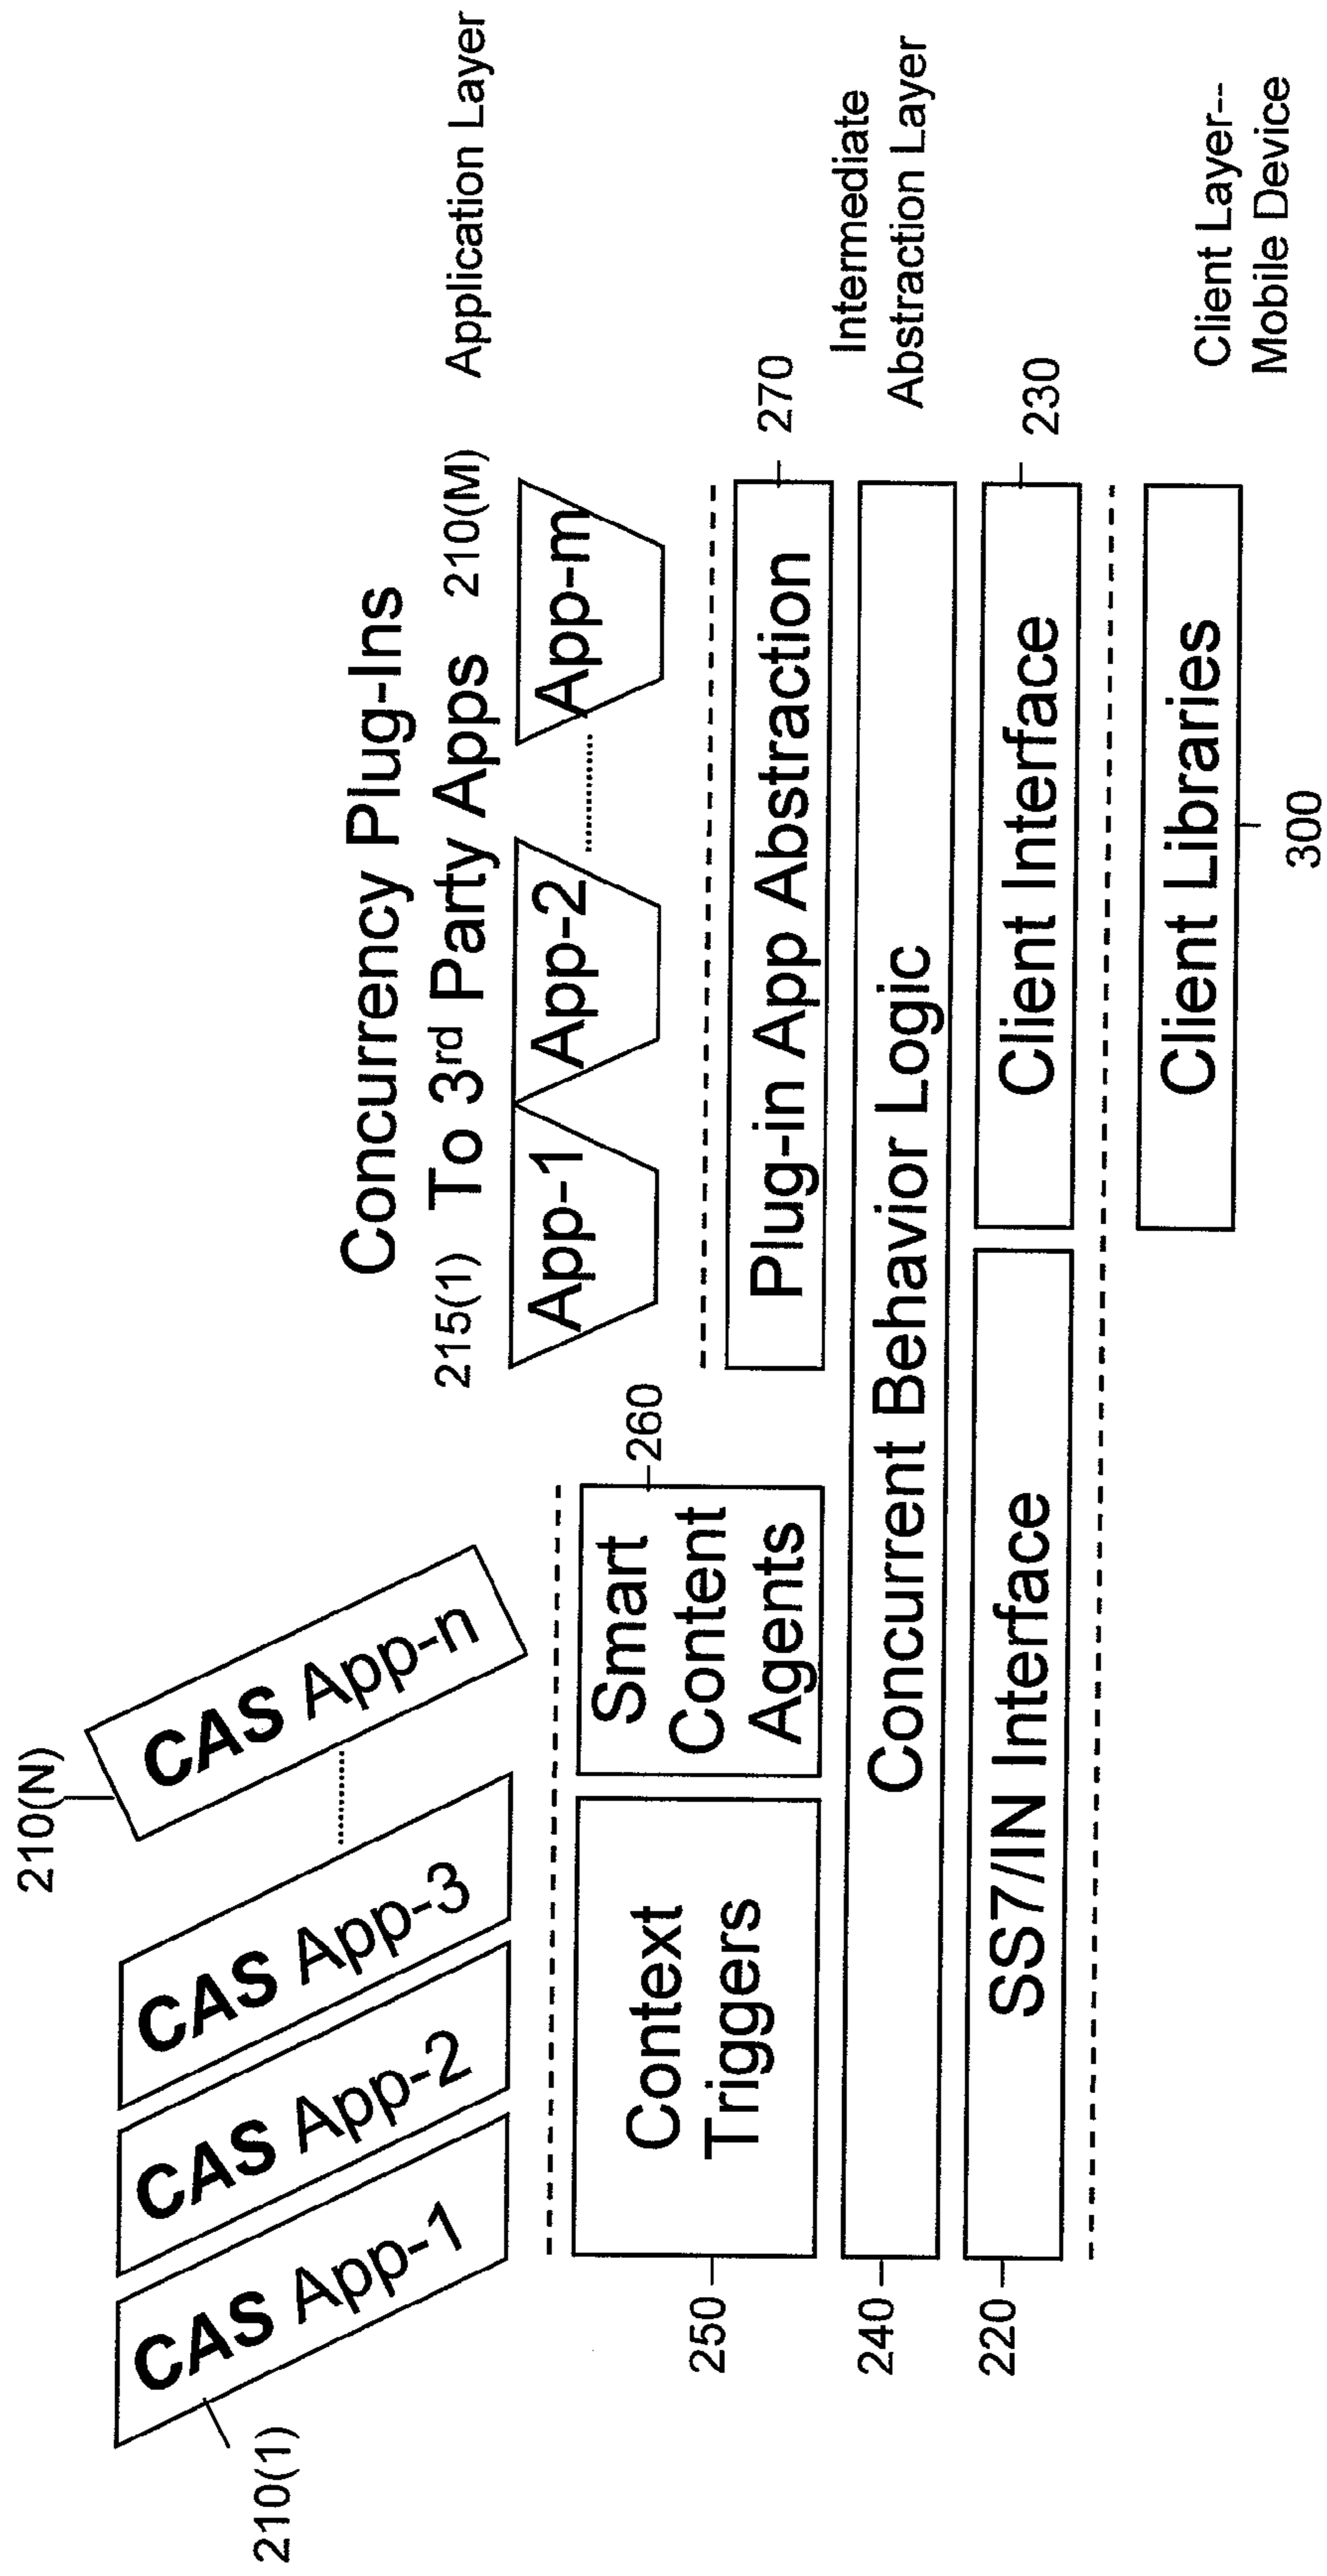 210(N)
210(1)
CAS App-1
CAS App-2
CAS App-3
CAS App-n
Concurrency Plug-Ins
215(1) To 3rd Party Apps 210(M)
Application Layer
App-1
App-2
App-m
Smart
Content
Agents
260
Context
Triggers
250
Plug-in App Abstraction
270
Intermediate
Abstraction Layer
240
Concurrent Behavior Logic
220
SS7/IN Interface
Client Interface
230
Client Libraries
300
Client Layer--
Mobile Device